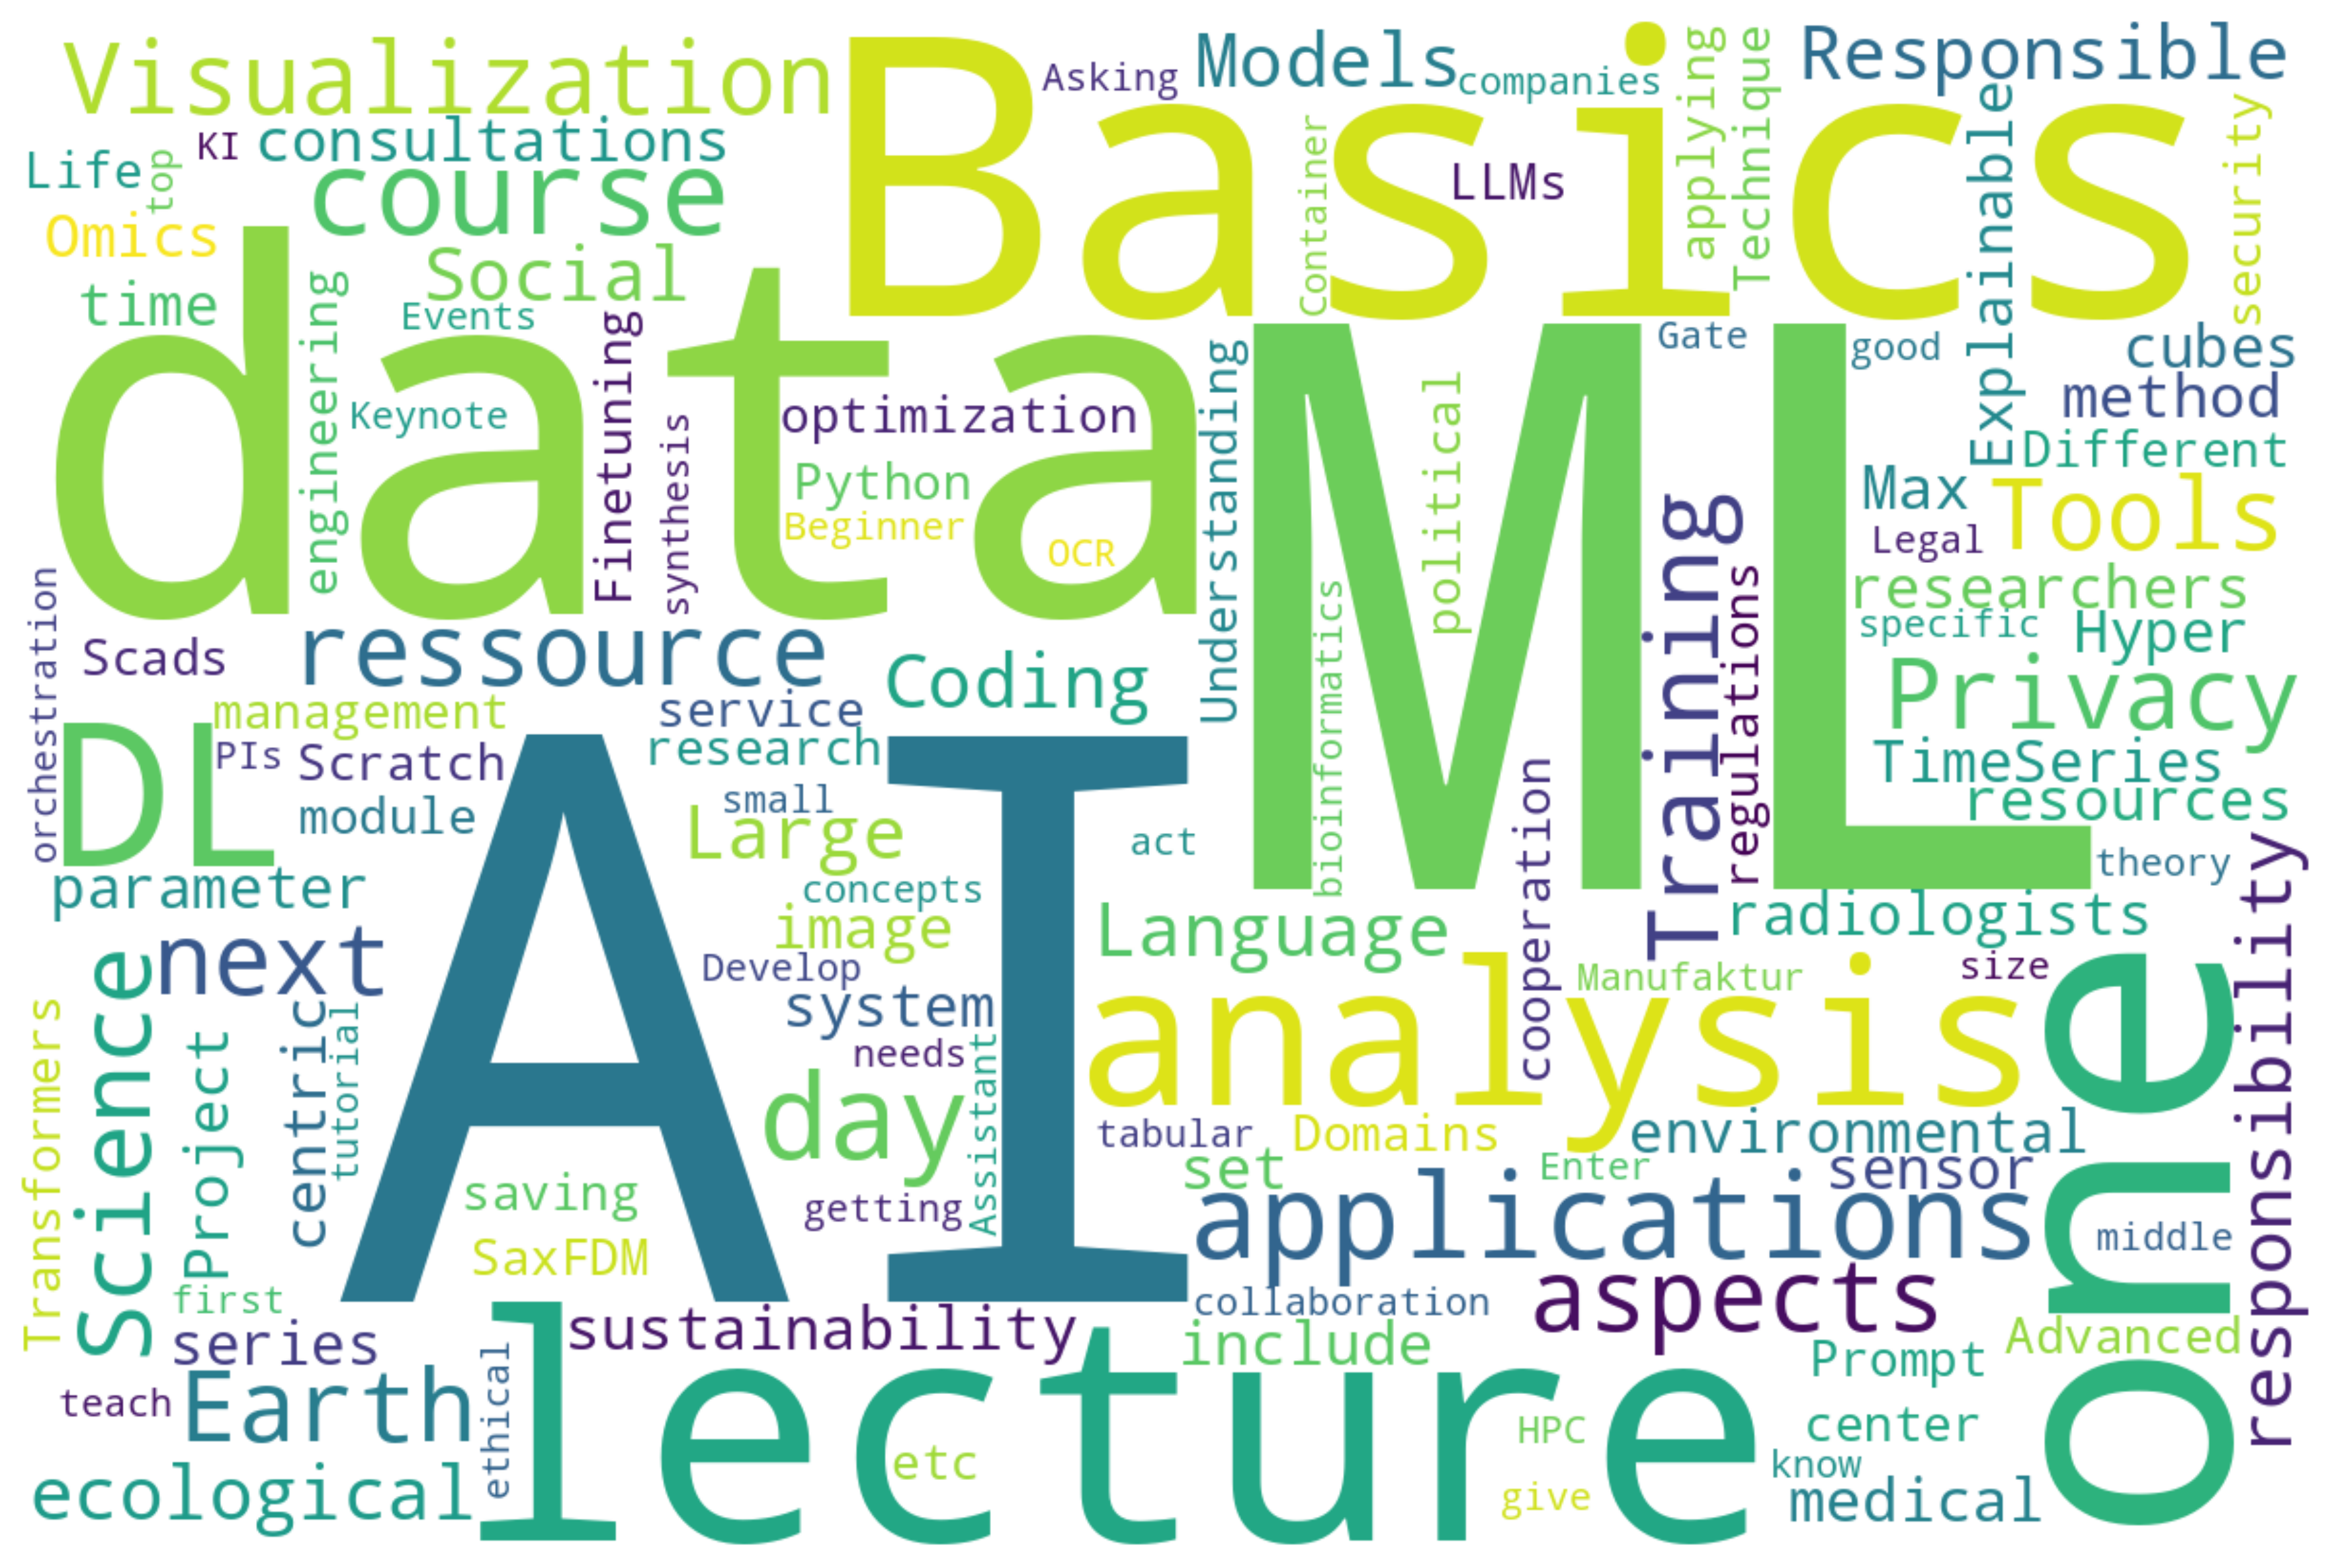 Visualization
Basics
Asking
Models
companies
applying
Technique
Responsible
KI
consultations
Life
top
course
Container
LLMs
Explainable
security
Omics
Social
time
engineering
Events
Finetuning
data
ML
Gate
good
cubes
Keynote
optimization
synthesis
Understanding
political
method
Different
Python
Beginner
OCR
Max
Tools
Legal
Training
regulations
researchers
specific
Hyper
orchestration
Scads
ressource
Coding
bioinformatics
Privacy
management
service
DL
PIs
Scratch
research
TimeSeries
module
small
Large
act
resources
AI
concepts
cooperation
theory
parameter
image
Language
radiologists
responsibility
next
Develop
size
Science
system
Manufaktur
analysis
one
Transformers
Project
centric
tutorial
needs
Assistant
day
tabular
Domains
environmental
set
Enter
sensor
saving
getting
applications
middle
SaxFDM
first
collaboration
aspects
series
sustainability
include
Prompt
Advanced
teach
Earth
ethical
lecture
etc
HPC
center
know
ecological
give
medical